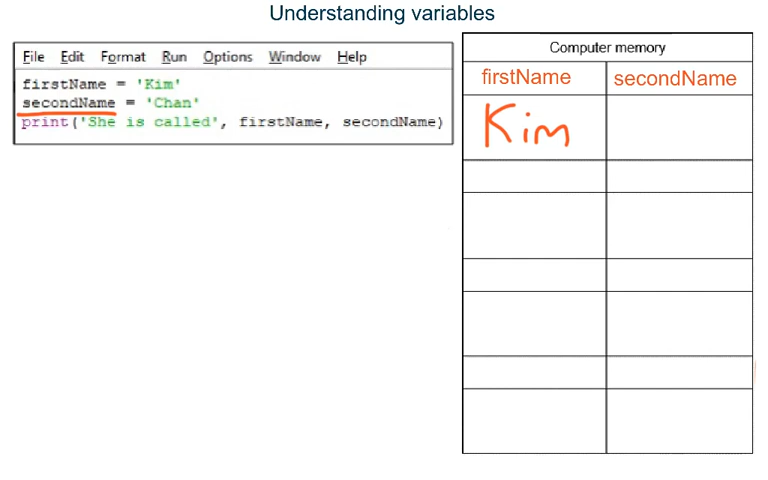 Understanding variables
File Edit Format Run Options Window Help
firstName = 'Kim'
secondName = 'Chan'
print('She is called', firstName, secondName)
Computer memory
firstName secondName
Kim